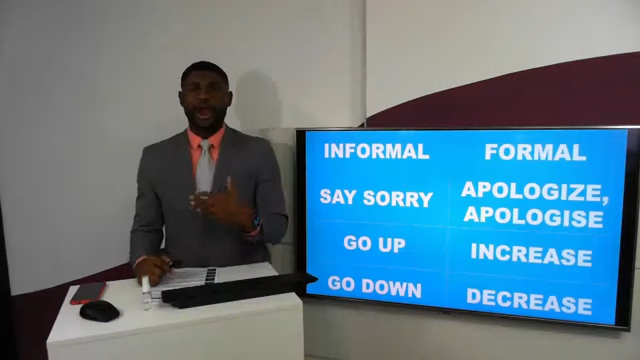 INFORMAL FORMAL
SAY SORRY APOLOGIZE,
APOLOGISE
GO UP INCREASE
GO DOWN DECREASE